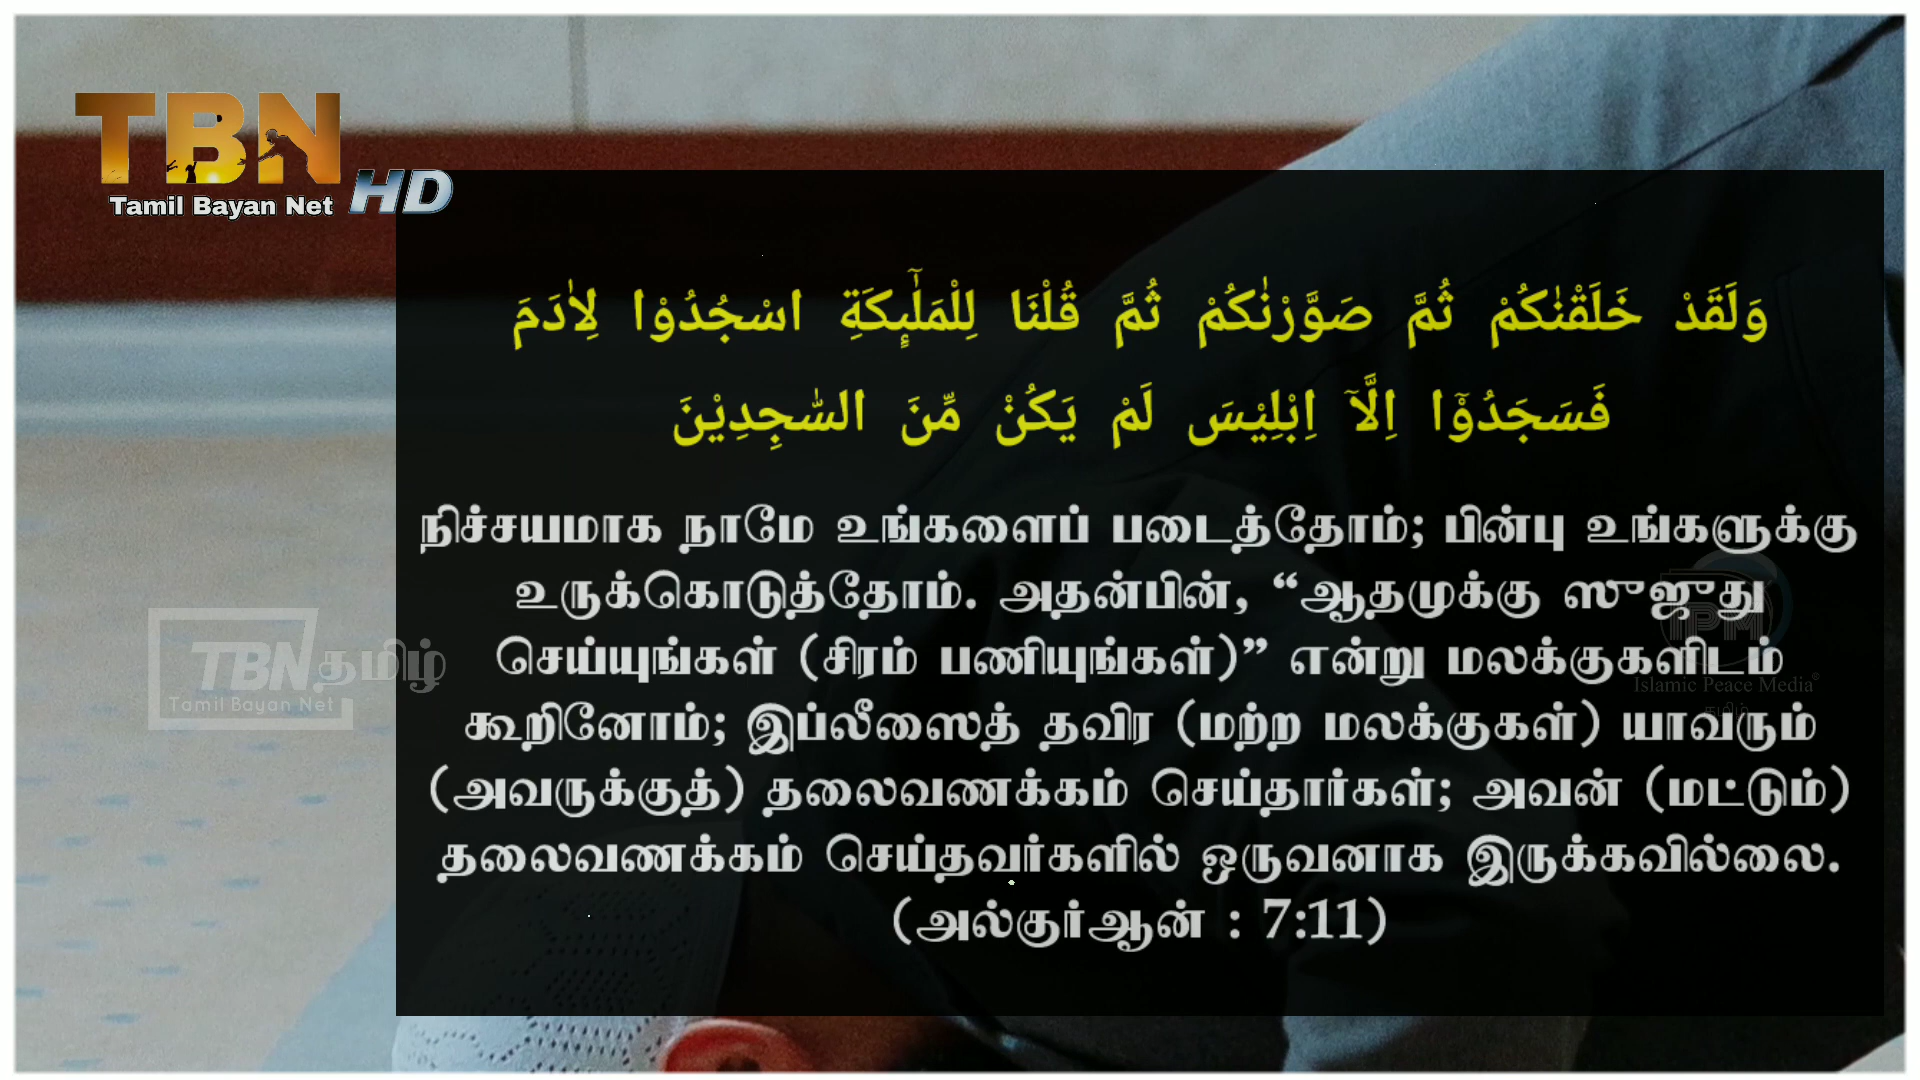 TBN HD
Tamil Bayan Net
وَلَقَدْ خَلَقْنٰكُمْ ثُمَّ صَوَّرْنٰكُمْ ثُمَّ قُلْنَا لِلْمَلٰٓٮِٕكَةِ اسْجُدُوْا لِاٰدَمَ
فَسَجَدُوْٓا اِلَّاۤ اِبْلِيْسَ لَمْ يَكُنْ مِّنَ السّٰجِدِيْنَ
நிச்சயமாக நாமே உங்களைப் படைத்தோம்; பின்பு உங்களுக்கு
உருக்கொடுத்தோம். அதன்பின், “ஆதமுக்கு ஸுஜுது
செய்யுங்கள் (சிரம் பணியுங்கள்)” என்று மலக்குகளிடம்
கூறினோம்; இப்லீஸைத் தவிர (மற்ற மலக்குகள்) யாவரும்
(அவருக்குத்) தலைவணக்கம் செய்தார்கள்; அவன் (மட்டும்)
தலைவணக்கம் செய்தவர்களில் ஒருவனாக இருக்கவில்லை.
(அல்குர்ஆன் : 7:11)
TBN தமிழ்
Tamil Bayan Net
IPM
Islamic Peace Media®
தமிழ்